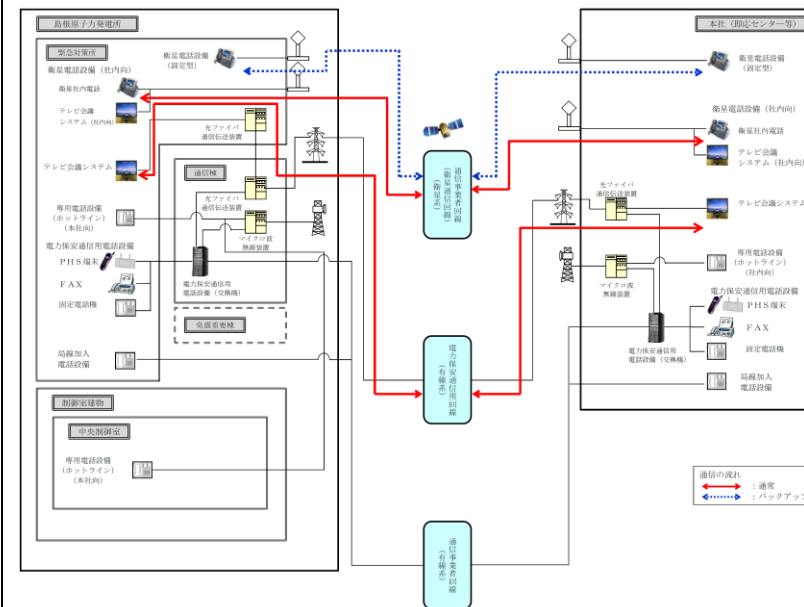 島根原子力発電所
緊急対策所
衛星電話設備(社内向)
衛星電話設備
(固定型)
衛星社内電話
テレビ会議
システム(社内向)
光ファイバ
通信伝送装置
テレビ会議システム
通信棟
光ファイバ
通信伝送装置
専用電話設備
(ホットライン)
(本社向)
マイクロ波
無線装置
電力保安通信用電話設備
PHS端末
FAX
固定電話機
電力保安通信用
電話設備(交換機)
免震重要棟
局線加入
電話設備
制御室建物
中央制御室
専用電話設備
(ホットライン)
(本社向)
通信事業者回線
(衛星通信回線)
(衛星系)
電力保安通信用回線
(有線系)
通信事業者回線
(有線系)
本社(即応センター等)
衛星電話設備
(固定型)
衛星電話設備(社内向)
衛星社内電話
テレビ会議
システム(社内向)
光ファイバ
通信伝送装置
テレビ会議システム
専用電話設備
(ホットライン)
(社内向)
マイクロ波
無線装置
電力保安通信用電話設備
PHS端末
FAX
固定電話機
電力保安通信用
電話設備(交換機)
局線加入
電話設備
通信の流れ
:通常
:バックアップ